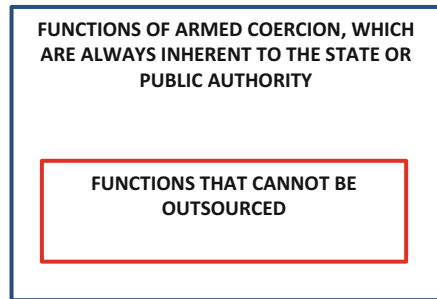 FUNCTIONS OF ARMED COERCION, WHICH
ARE ALWAYS INHERENT TO THE STATE OR
PUBLIC AUTHORITY
FUNCTIONS THAT CANNOT BE
OUTSOURCED